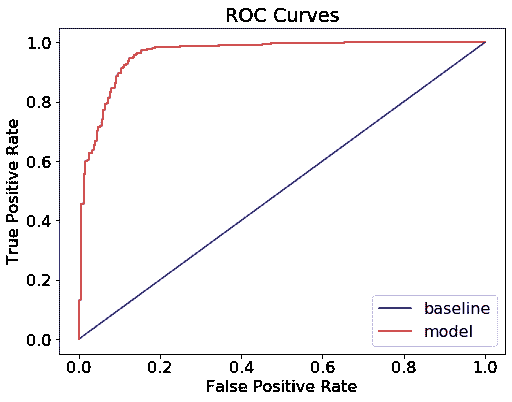 ROC Curves
True Positive Rate
1.0
0.8
0.6
0.4
0.2
0.0
baseline
model
0.0 0.2 0.4 0.6 0.8 1.0
False Positive Rate